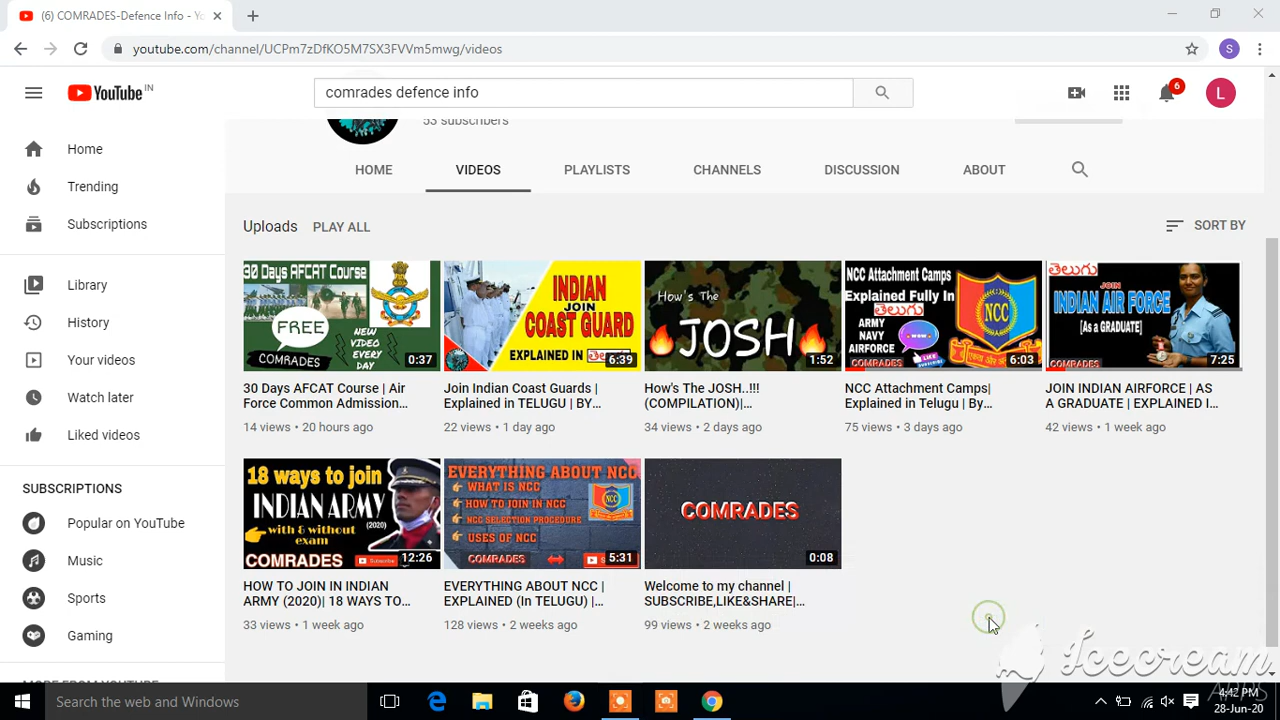 (6) COMRADES-Defence Info - Yo
youtube.com/channel/UCPm7zDfKO5M7SX3FVVm5mwg/videos
S
YouTube IN
comrades defence info
6
L
53 subscribers
HOME
VIDEOS
PLAYLISTS
CHANNELS
DISCUSSION
ABOUT
Home
Trending
Subscriptions
Library
History
Your videos
Watch later
Liked videos
SUBSCRIPTIONS
Popular on YouTube
Music
Sports
Gaming
MORE FROM YOUTUBE
Uploads
PLAY ALL
SORT BY
30 Days AFCAT Course
FREE
COMRADES
NEW
VIDEO
EVERY
DAY
0:37
30 Days AFCAT Course | Air
Force Common Admission...
14 views • 20 hours ago
INDIAN
JOIN
COAST GUARD
EXPLAINED IN తెలుగు
6:39
Join Indian Coast Guards |
Explained in TELUGU | BY...
22 views • 1 day ago
How's The
JOSH
1:52
How's The JOSH..!!!
(COMPILATION)|...
34 views • 2 days ago
NCC Attachment Camps
Explained Fully In
తెలుగు
ARMY
NAVY
AIRFORCE
WOW
NCC
COMRADES
6:03
NCC Attachment Camps|
Explained in Telugu | By...
75 views • 3 days ago
తెలుగు
JOIN
INDIAN AIR FORCE
[As a GRADUATE]
COMRADES
7:25
JOIN INDIAN AIRFORCE | AS
A GRADUATE | EXPLAINED I...
42 views • 1 week ago
18 ways to join
INDIAN ARMY
with & without
exam
(2020)
COMRADES
Subscribe
12:26
HOW TO JOIN IN INDIAN
ARMY (2020)| 18 WAYS TO...
33 views • 1 week ago
EVERYTHING ABOUT NCC
WHAT IS NCC
HOW TO JOIN IN NCC
NCC SELECTION PROCEDURE
USES OF NCC
COMRADES
NCC
5:31
EVERYTHING ABOUT NCC |
EXPLAINED (In TELUGU) |...
128 views • 2 weeks ago
COMRADES
0:08
Welcome to my channel |
SUBSCRIBE,LIKE&SHARE|...
99 views • 2 weeks ago
Icecream
APPS
Search the web and Windows
4:42 PM
28-Jun-20